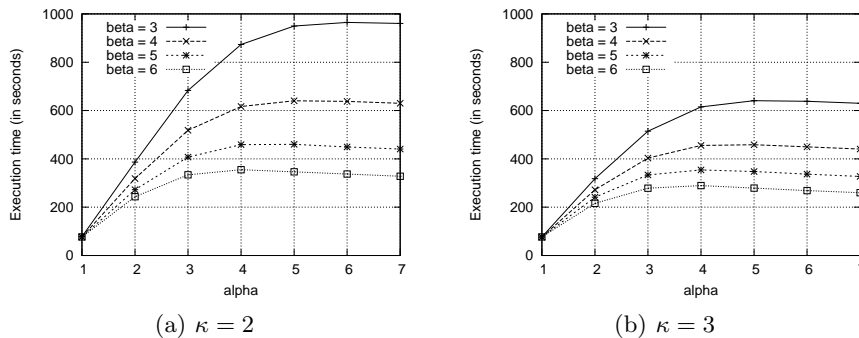 1000
800
600
400
200
0
1 2 3 4 5 6 7
Execution time (in seconds)
alpha
beta = 3
beta = 4
beta = 5
beta = 6
(a) κ = 2
1000
800
600
400
200
0
1 2 3 4 5 6 7
Execution time (in seconds)
alpha
beta = 3
beta = 4
beta = 5
beta = 6
(b) κ = 3